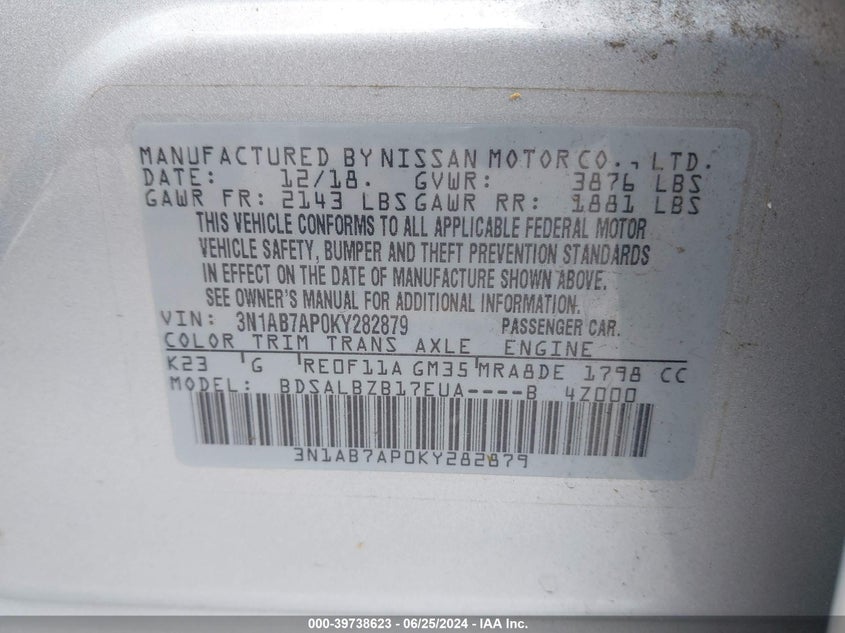 MANUFACTURED BY NISSAN MOTOR CO., LTD.
DATE: 12/18. GVWR: 3876 LBS
GAWR FR: 2143 LBS GAWR RR: 1881 LBS
THIS VEHICLE CONFORMS TO ALL APPLICABLE FEDERAL MOTOR
VEHICLE SAFETY, BUMPER AND THEFT PREVENTION STANDARDS
IN EFFECT ON THE DATE OF MANUFACTURE SHOWN ABOVE.
SEE OWNER'S MANUAL FOR ADDITIONAL INFORMATION.
VIN: 3N1AB7AP0KY282879 PASSENGER CAR.
COLOR TRIM TRANS AXLE ENGINE
K23 G RE0F11A GM35 MRA8DE 1798 CC
MODEL: BDSALBZB17EUA----B 4Z000
3N1AB7AP0KY282879
000-39738623 - 06/25/2024 - IAA Inc.